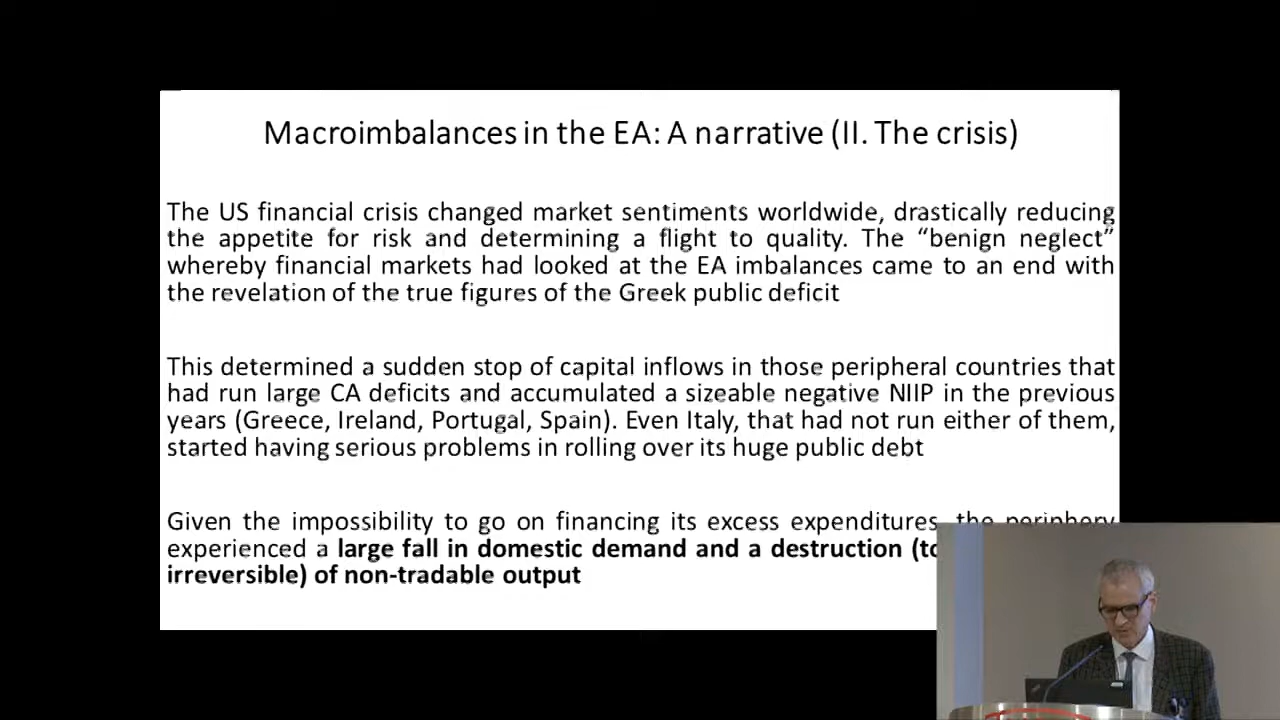 Macroimbalances in the EA: A narrative (II. The crisis)
The US financial crisis changed market sentiments worldwide, drastically reducing
the appetite for risk and determining a flight to quality. The “benign neglect”
whereby financial markets had looked at the EA imbalances came to an end with
the revelation of the true figures of the Greek public deficit
This determined a sudden stop of capital inflows in those peripheral countries that
had run large CA deficits and accumulated a sizeable negative NIIP in the previous
years (Greece, Ireland, Portugal, Spain). Even Italy, that had not run either of them,
started having serious problems in rolling over its huge public debt
Given the impossibility to go on financing its excess expenditures, the periphery
experienced a large fall in domestic demand and a destruction
irreversible) of non-tradable output